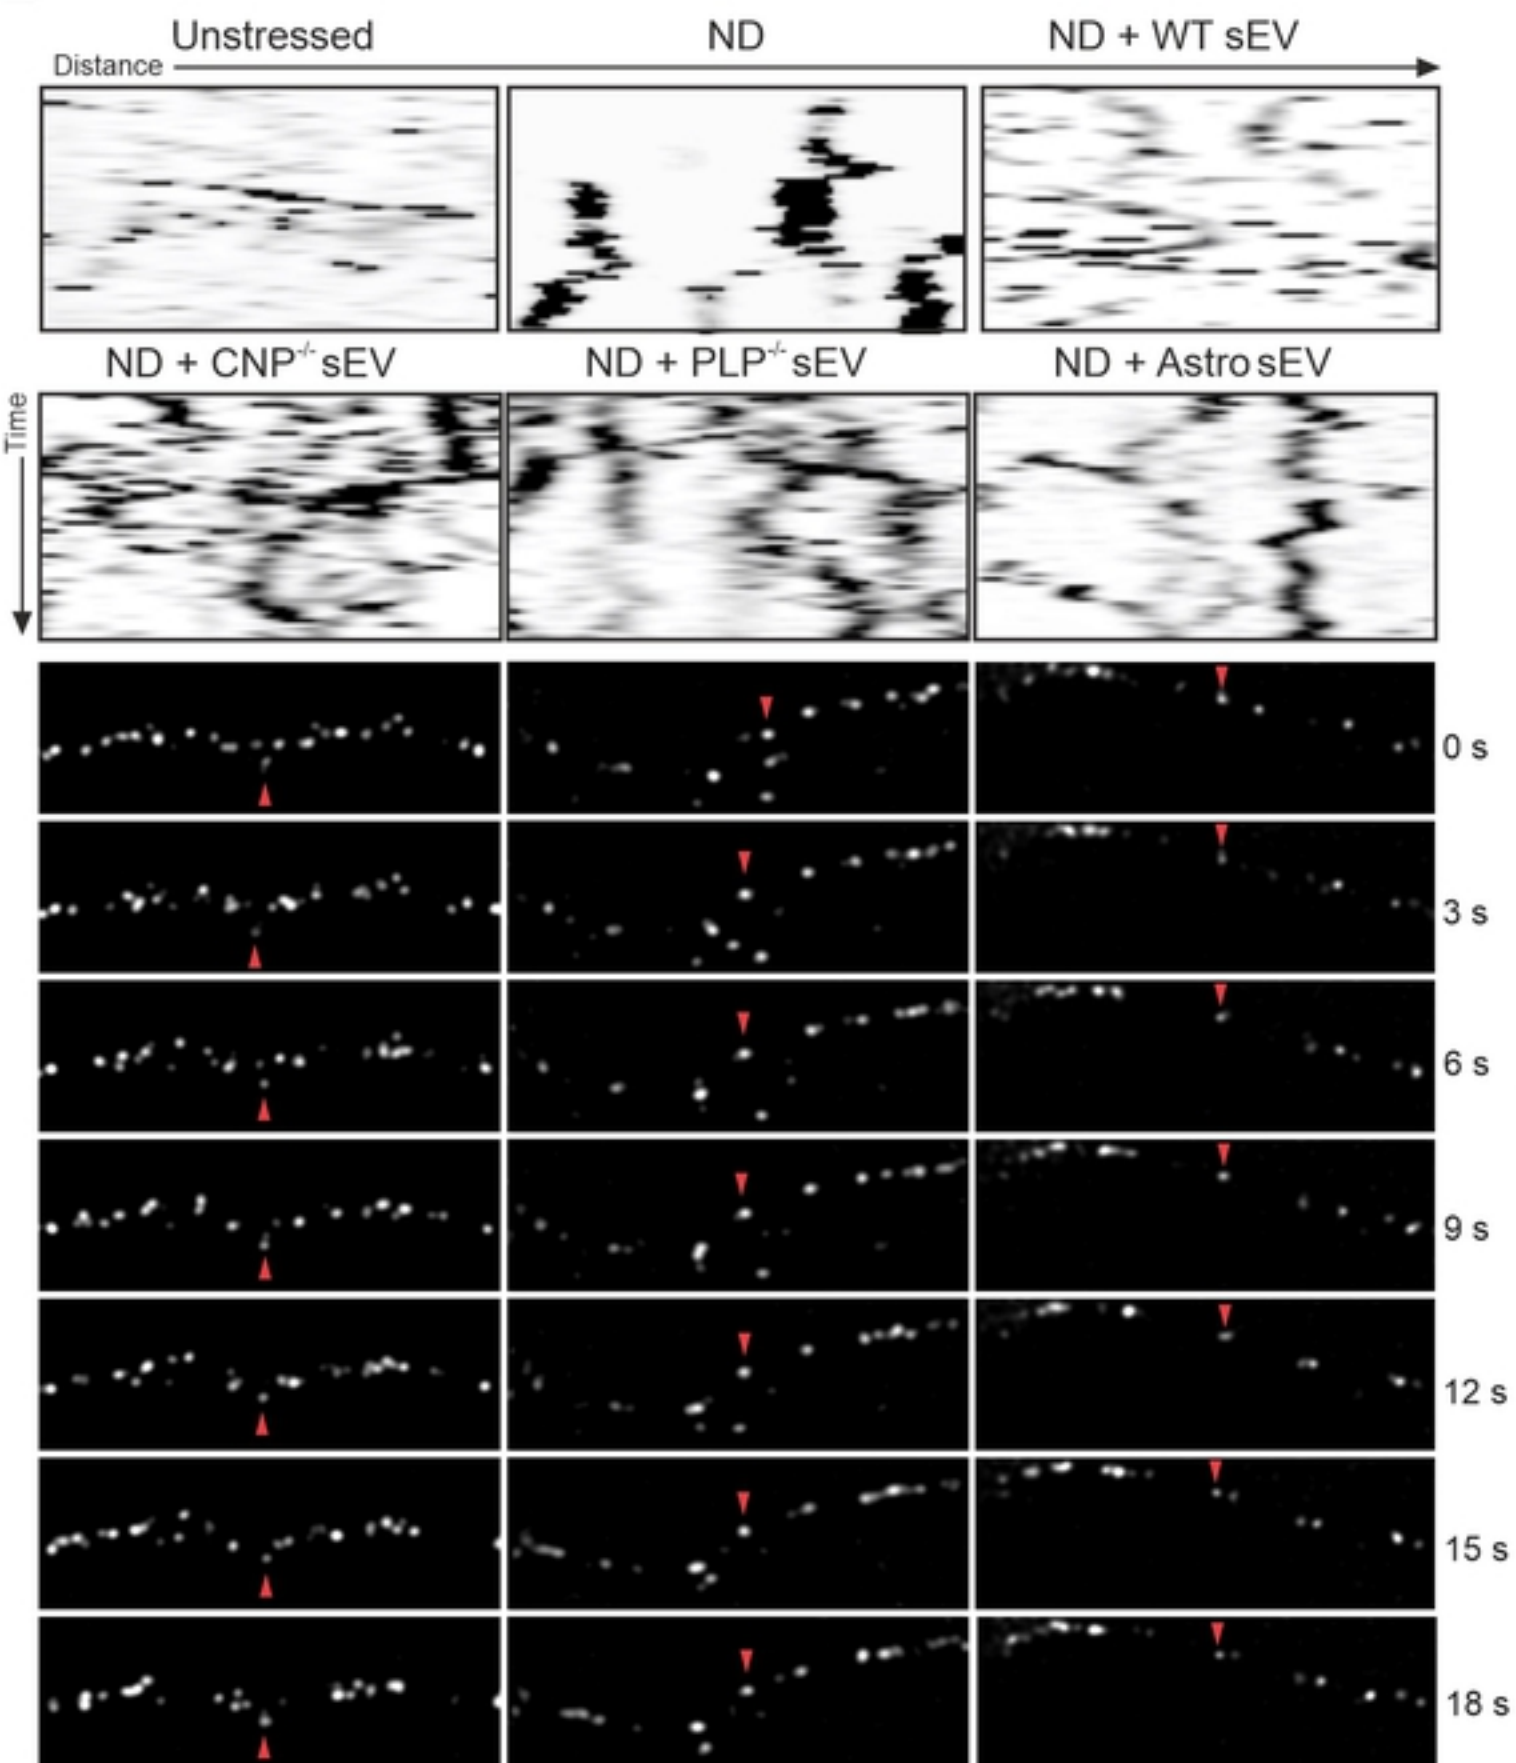 Unstressed ND ND + WT sEV
Distance
ND + CNP-/- sEV ND + PLP-/- sEV ND + Astro sEV
Time
0 s
3 s
6 s
9 s
12 s
15 s
18 s